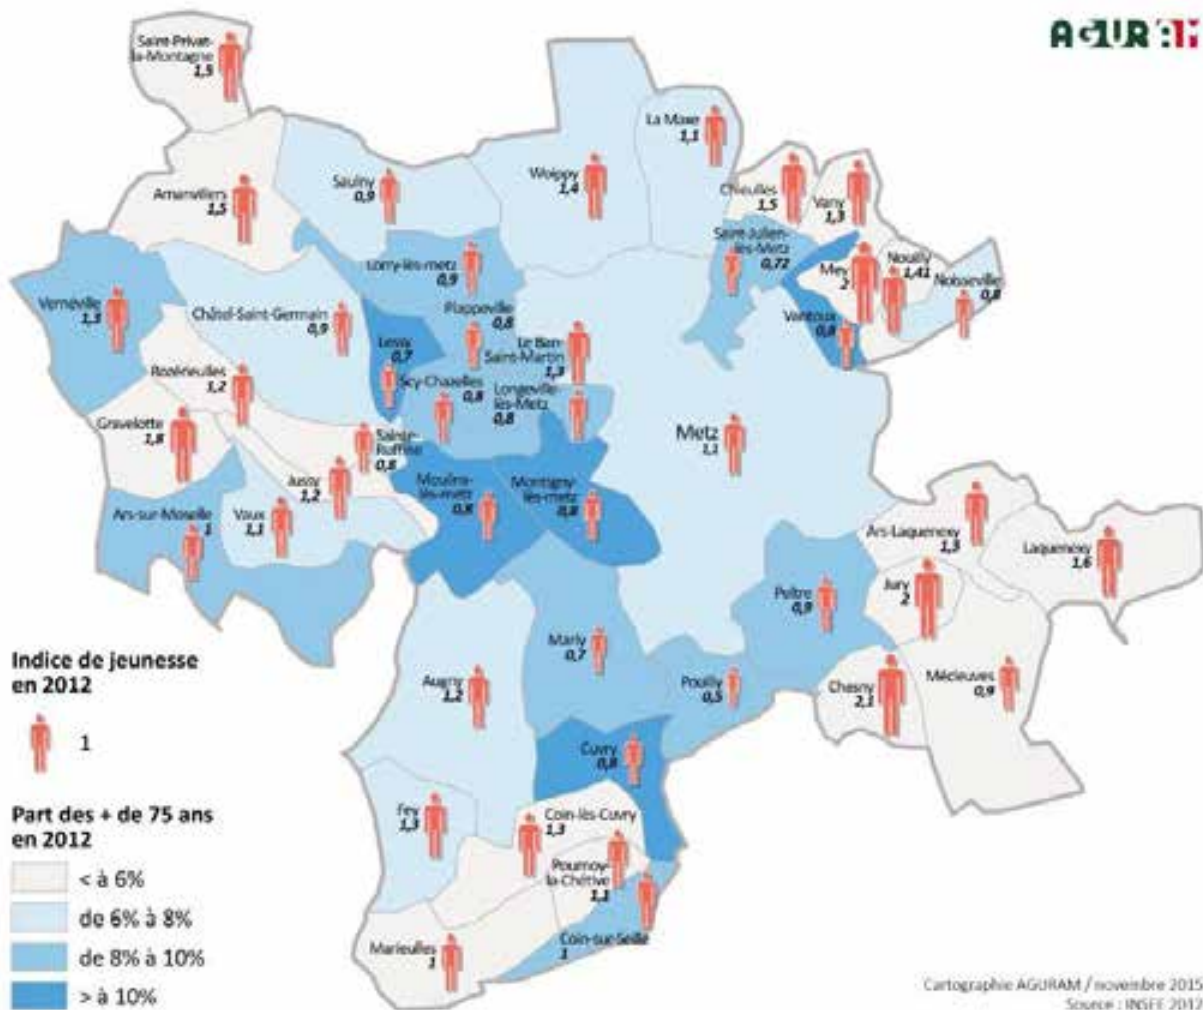 AGURAM
Saint-Privat-
la-Montagne
1,5
La Maxe
1,1
Woippy
1,4
Saulny
0,9
Amanvillers
1,5
Chieulles
1,5
Vany
1,3
Saint-Julien-
lès-Metz
0,72
Mey
2
Nouilly
1,41
Noisseville
0,8
Vantoux
0,8
Lorry-lès-metz
0,9
Vernéville
1,3
Châtel-Saint-Germain
0,9
Plappeville
0,8
Lessy
0,7
Le Ban-
Saint-Martin
1,3
Scy-Chazelles
0,8
Longeville-
lès-Metz
0,8
Rozérieulles
1,2
Gravelotte
1,8
Metz
1,1
Sainte-
Ruffine
0,8
Jussy
1,2
Moulins-
lès-metz
0,8
Montigny-
lès-metz
0,8
Ars-sur-Moselle
1
Vaux
1,1
Ars-Laquenexy
1,3
Laquenexy
1,6
Jury
2
Peltre
0,9
Marly
0,7
Pouilly
0,5
Augny
1,2
Chesny
2,1
Mécleuves
0,9
Cuvry
0,8
Fey
1,3
Coin-lès-Cuvry
1,3
Pournoy-
la-Chétive
1,1
Marieulles
1
Coin-sur-Seille
1
Indice de jeunesse
en 2012
1
Part des + de 75 ans
en 2012
< à 6%
de 6% à 8%
de 8% à 10%
> à 10%
Cartographie AGURAM / novembre 2015
Source : INSEE 2012